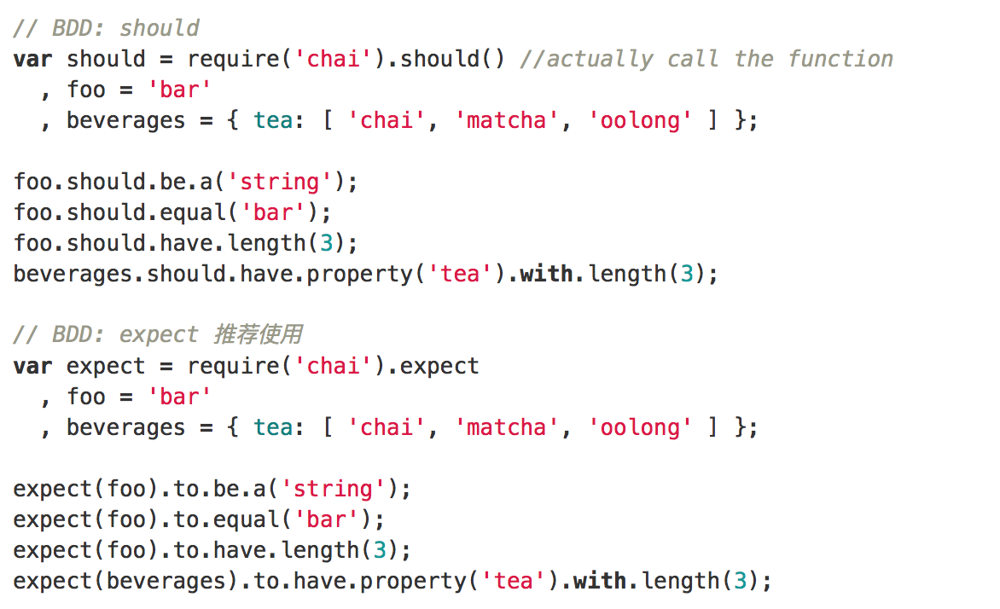 // BDD: should
var should = require('chai').should() //actually call the function
  , foo = 'bar'
  , beverages = { tea: [ 'chai', 'matcha', 'oolong' ] };

foo.should.be.a('string');
foo.should.equal('bar');
foo.should.have.length(3);
beverages.should.have.property('tea').with.length(3);

// BDD: expect 推荐使用
var expect = require('chai').expect
  , foo = 'bar'
  , beverages = { tea: [ 'chai', 'matcha', 'oolong' ] };

expect(foo).to.be.a('string');
expect(foo).to.equal('bar');
expect(foo).to.have.length(3);
expect(beverages).to.have.property('tea').with.length(3);